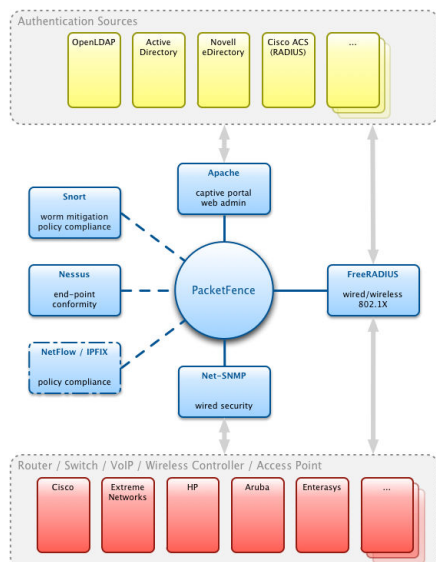 Authentication Sources
OpenLDAP
Active
Directory
Novell
eDirectory
Cisco ACS
(RADIUS)
...
Apache
captive portal
web admin
Snort
worm mitigation
policy compliance
Nessus
end-point
conformity
PacketFence
FreeRADIUS
wired/wireless
802.1X
NetFlow / IPFIX
policy compliance
Net-SNMP
wired security
Router / Switch / VoIP / Wireless Controller / Access Point
Cisco
Extreme
Networks
HP
Aruba
Enterasys
...